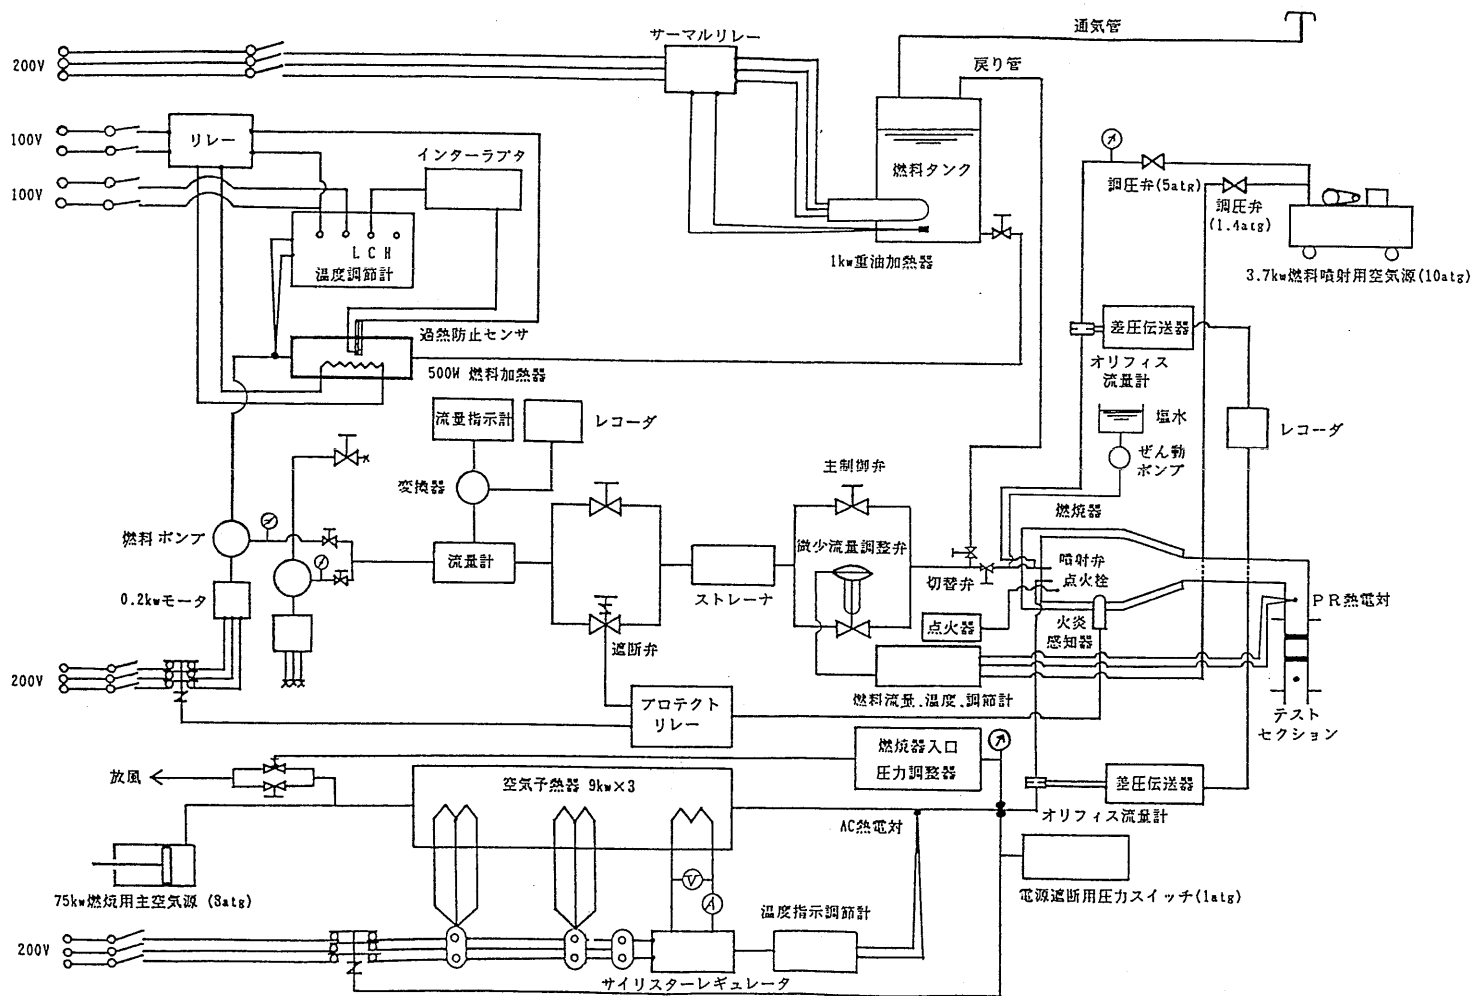 通気管
サーマルリレー
戻り管
200V
100V
リレー
インターラプタ
燃料タンク
調圧弁(5atg)
100V
調圧弁
(1.4atg)
L C H
温度調節計
1kw重油加熱器
3.7kw燃料噴射用空気源(10atg)
過熱防止センサ
差圧伝送器
500W 燃料加熱器
オリフィス
流量計
流量指示計
レコーダ
塩水
レコーダ
ぜん動
ポンプ
主制御弁
変換器
燃焼器
燃料ポンプ
流量計
微少流量調整弁
噴射弁
切替弁
点火栓
0.2kwモータ
ストレーナ
PR熱電対
点火器
火炎
感知器
遮断弁
200V
燃料流量、温度、調節計
プロテクト
リレー
テスト
セクション
燃焼器入口
圧力調整器
放風
空気予熱器 9kw×3
差圧伝送器
AC熱電対
オリフィス流量計
V
75kw燃焼用主空気源 (3atg)
A
電源遮断用圧力スイッチ(1atg)
温度指示調節計
200V
サイリスターレギュレータ